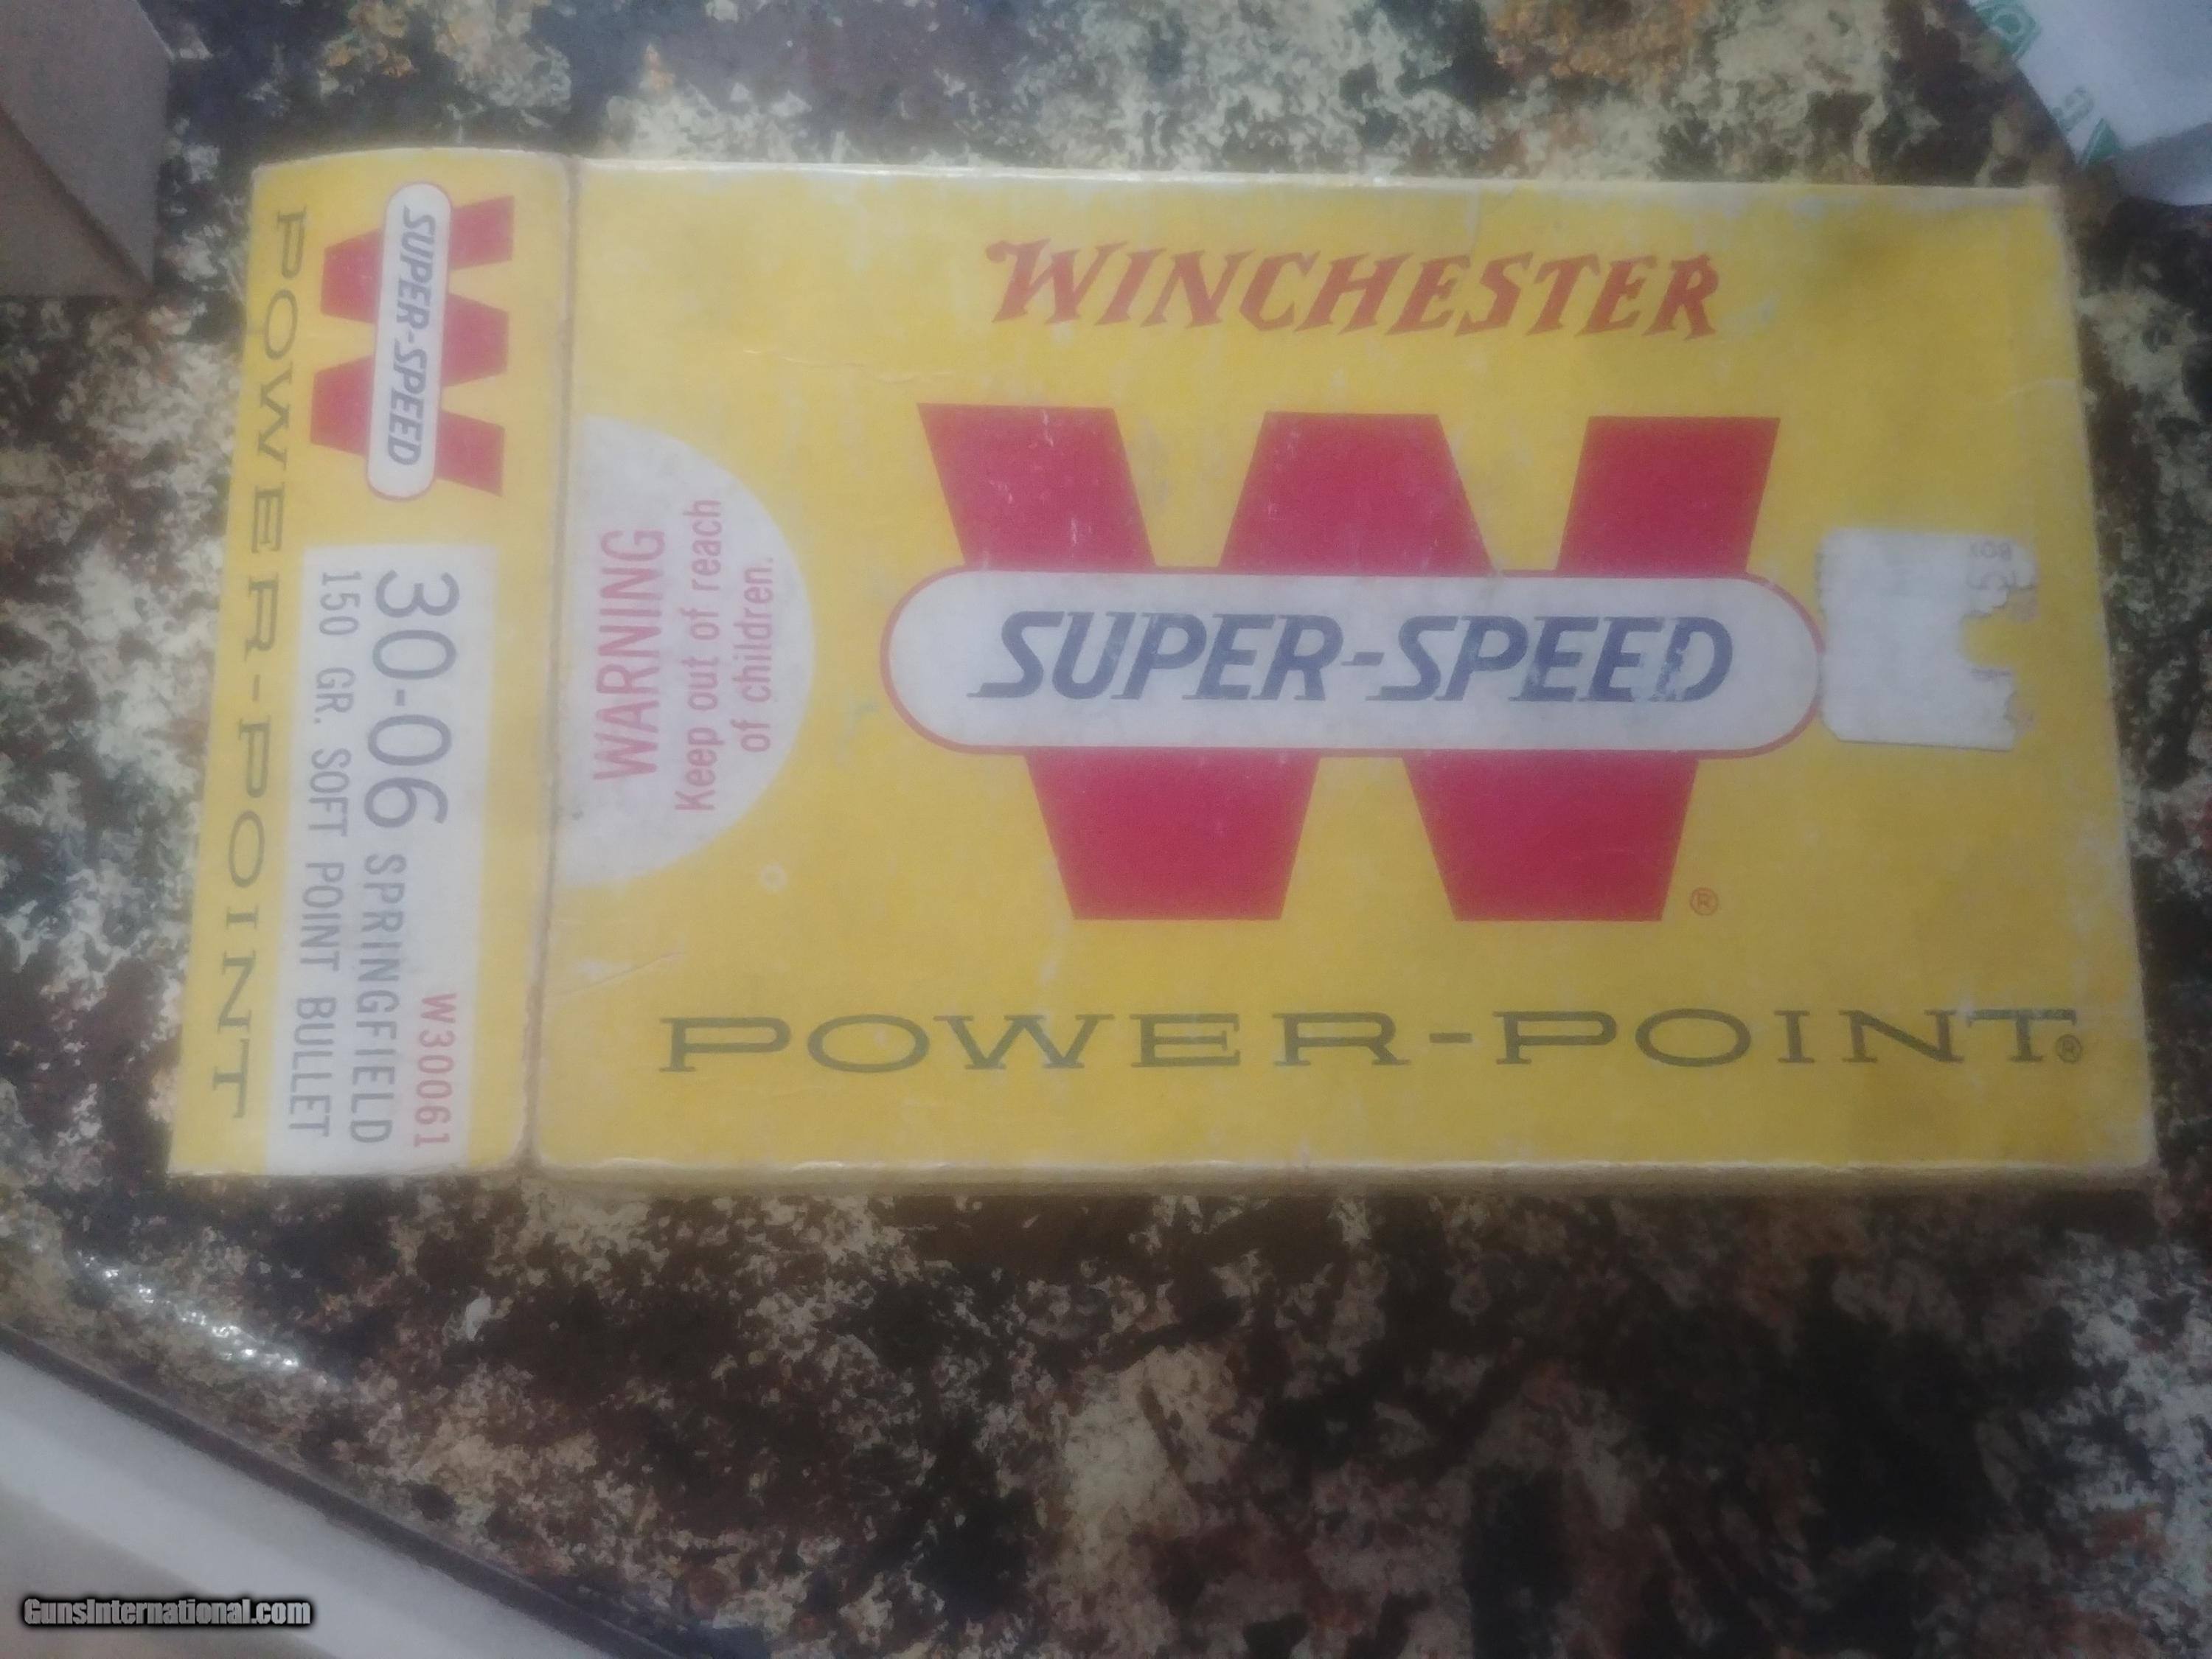 WINCHESTER
SUPER-SPEED
®
POWER-POINT®
WARNING
Keep out of reach
of children.
SUPER-SPEED
W30061
30-06 SPRINGFIELD
150 GR. SOFT POINT BULLET
POWER-POINT
GunsInternational.com